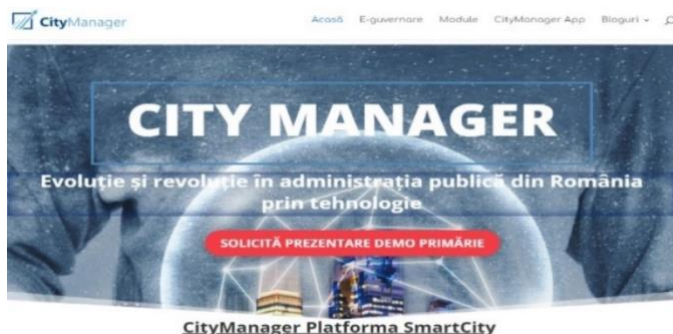 CityManager
Acasă E-guvernare Module CityManager App Bloguri
CITY MANAGER
Evoluție și revoluție în administrația publică din România
prin tehnologie
SOLICITĂ PREZENTARE DEMO PRIMĂRIE
CityManager Platforma SmartCity